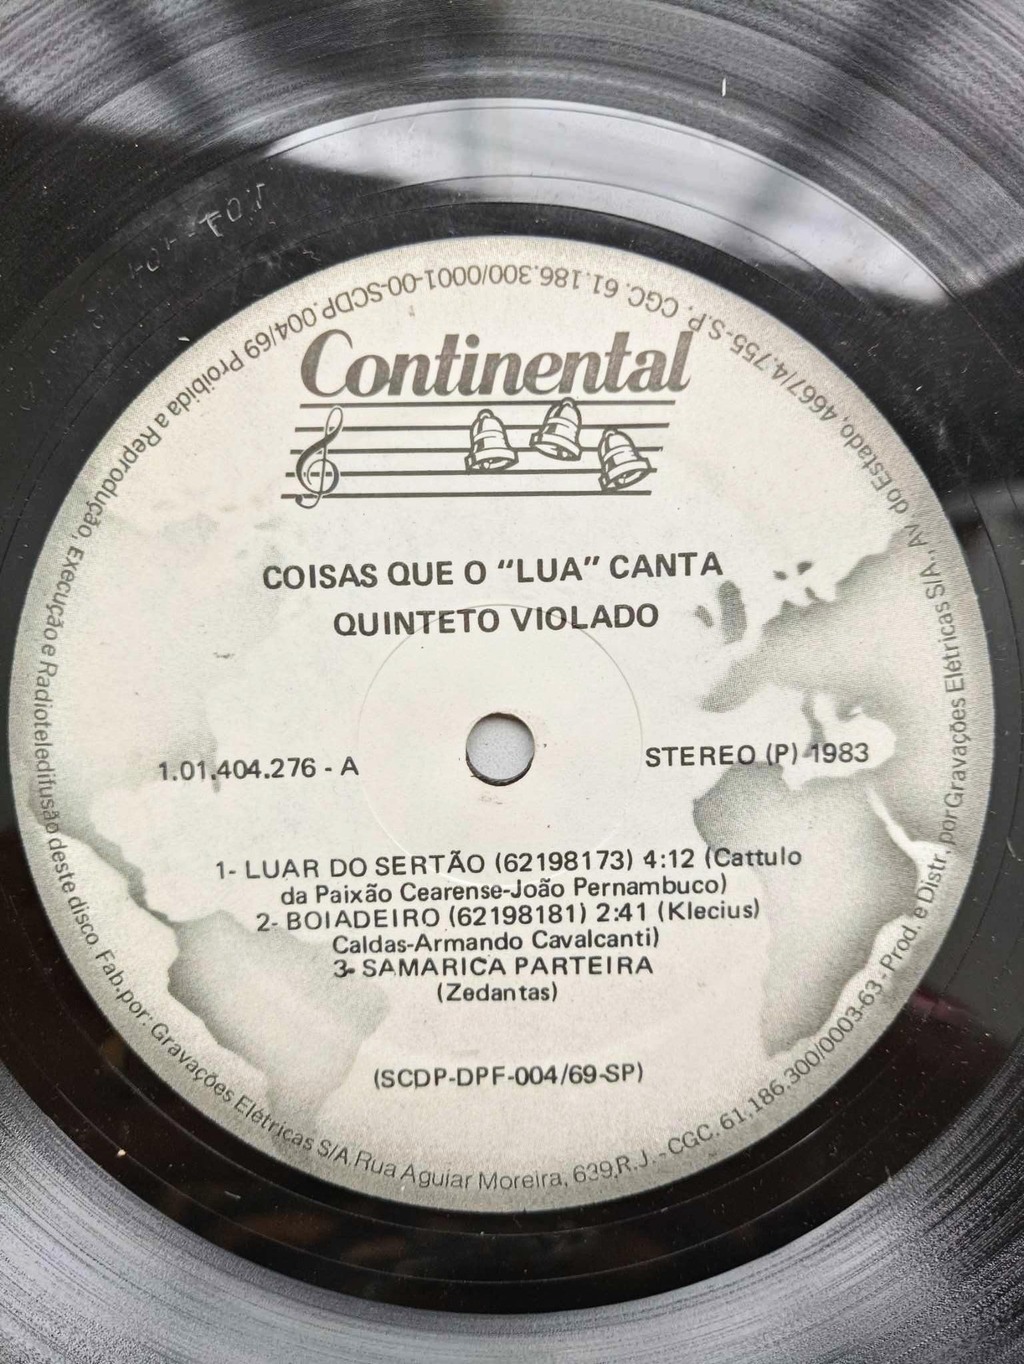 Continental
COISAS QUE O "LUA" CANTA
QUINTETO VIOLADO
1.01.404.276 - A
STEREO (P) 1983
1- LUAR DO SERTÃO (62198173) 4:12 (Cattulo
da Paixão Cearense-João Pernambuco)
2- BOIADEIRO (62198181) 2:41 (Klecius)
Caldas-Armando Cavalcanti)
3- SAMARICA PARTEIRA
(Zedantas)
(SCDP-DPF-004/69-SP)
Fab.por: Gravações Elétricas S/A Rua Aguiar Moreira, 639,R.J. - CGC. 61.186.300/0003-63 - Prod. e Distr. por Gravações Elétricas S/A., Av. do Estado, 4667/4.755-S.P. CGC. 61.186.300/0001-00-SCDP.004/69 Proibida a Reprodução, Execução e Radioteledifusão deste disco.